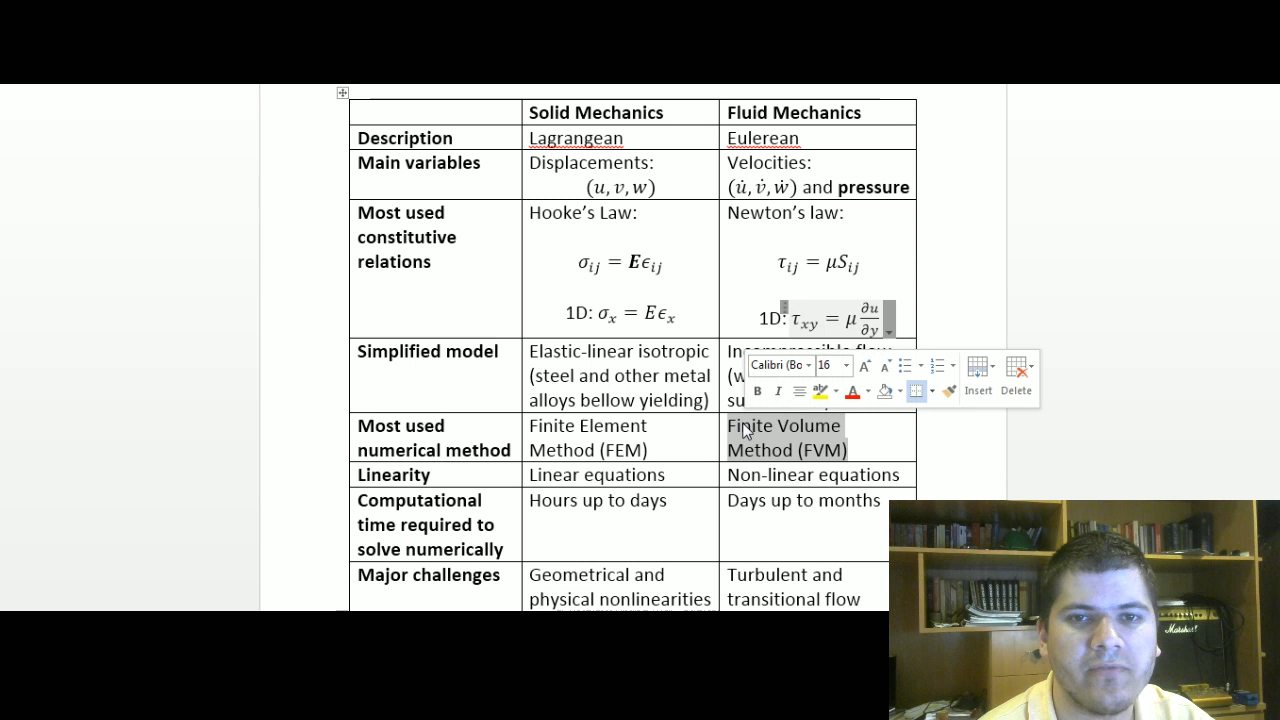 Solid Mechanics Fluid Mechanics
Description Lagrangean Eulerean
Main variables Displacements: Velocities:
(u, v, w) (u̇, v̇, ẇ) and pressure
Most used Hooke's Law: Newton's law:
constitutive
relations σᵢⱼ = Eϵᵢⱼ τᵢⱼ = μSᵢⱼ
1D: σₓ = Eϵₓ 1D: τ_xy = μ ∂u/∂y
Simplified model Elastic-linear isotropic
(steel and other metal
alloys bellow yielding)
Calibri (Bo 16
B I A Insert Delete
Most used Finite Element Finite Volume
numerical method Method (FEM) Method (FVM)
Linearity Linear equations Non-linear equations
Computational Hours up to days Days up to months
time required to
solve numerically
Major challenges Geometrical and Turbulent and
physical nonlinearities transitional flow
Marshall